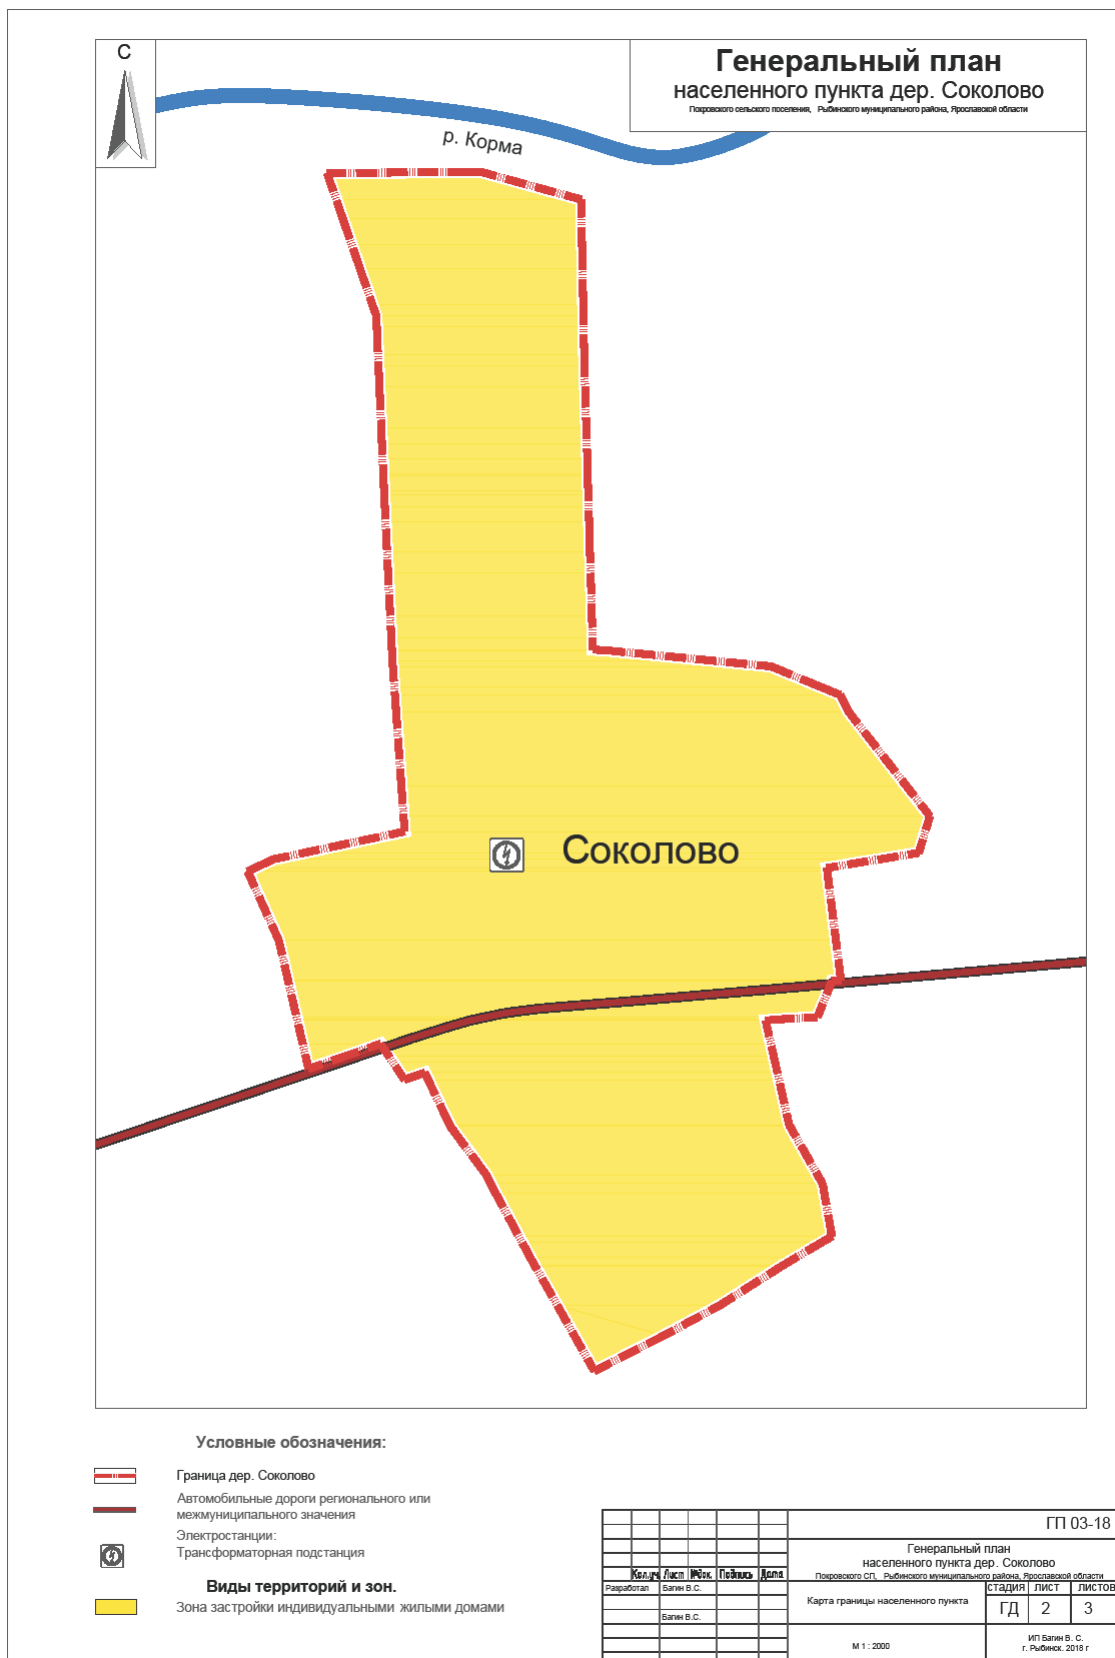 С
Генеральный план
населенного пункта дер. Соколово
Покровского сельского поселения, Рыбинского муниципального района, Ярославской области
р. Корма
Соколово
Условные обозначения:
Граница дер. Соколово
Автомобильные дороги регионального или
межмуниципального значения
Электростанции:
Трансформаторная подстанция
Виды территорий и зон.
Зона застройки индивидуальными жилыми домами
ГП 03-18
Генеральный план
населенного пункта дер. Соколово
Покровского СП, Рыбинского муниципального района, Ярославской области
Кол.уч Лист №док. Подпись Дата
Разработал Багин В.С.
Багин В.С.
Карта границы населенного пункта
стадия лист листов
ГД 2 3
М 1 : 2000
ИП Багин В. С.
г. Рыбинск. 2018 г